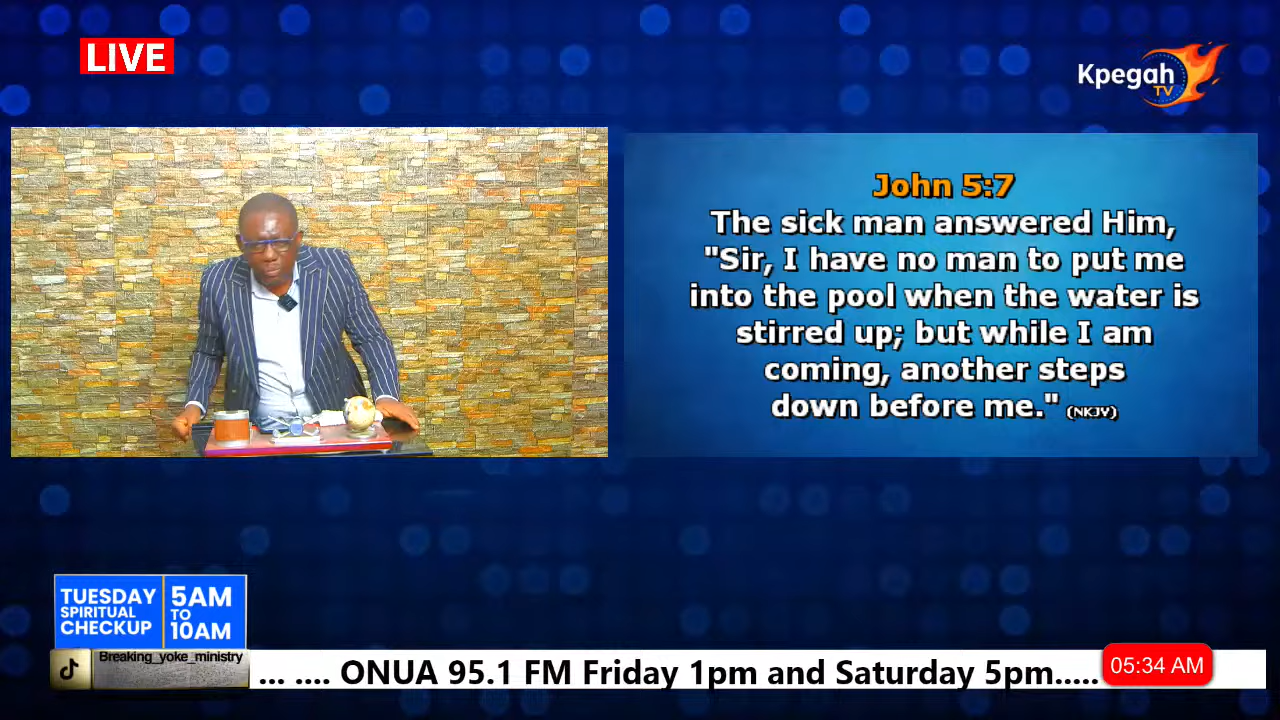 LIVE
Kpegah
TV
John 5:7
The sick man answered Him,
"Sir, I have no man to put me
into the pool when the water is
stirred up; but while I am
coming, another steps
down before me." (NKJV)
TUESDAY
SPIRITUAL
CHECKUP
5AM
TO
10AM
Breaking_yoke_ministry
... .... ONUA 95.1 FM Friday 1pm and Saturday 5pm.....
05:34 AM